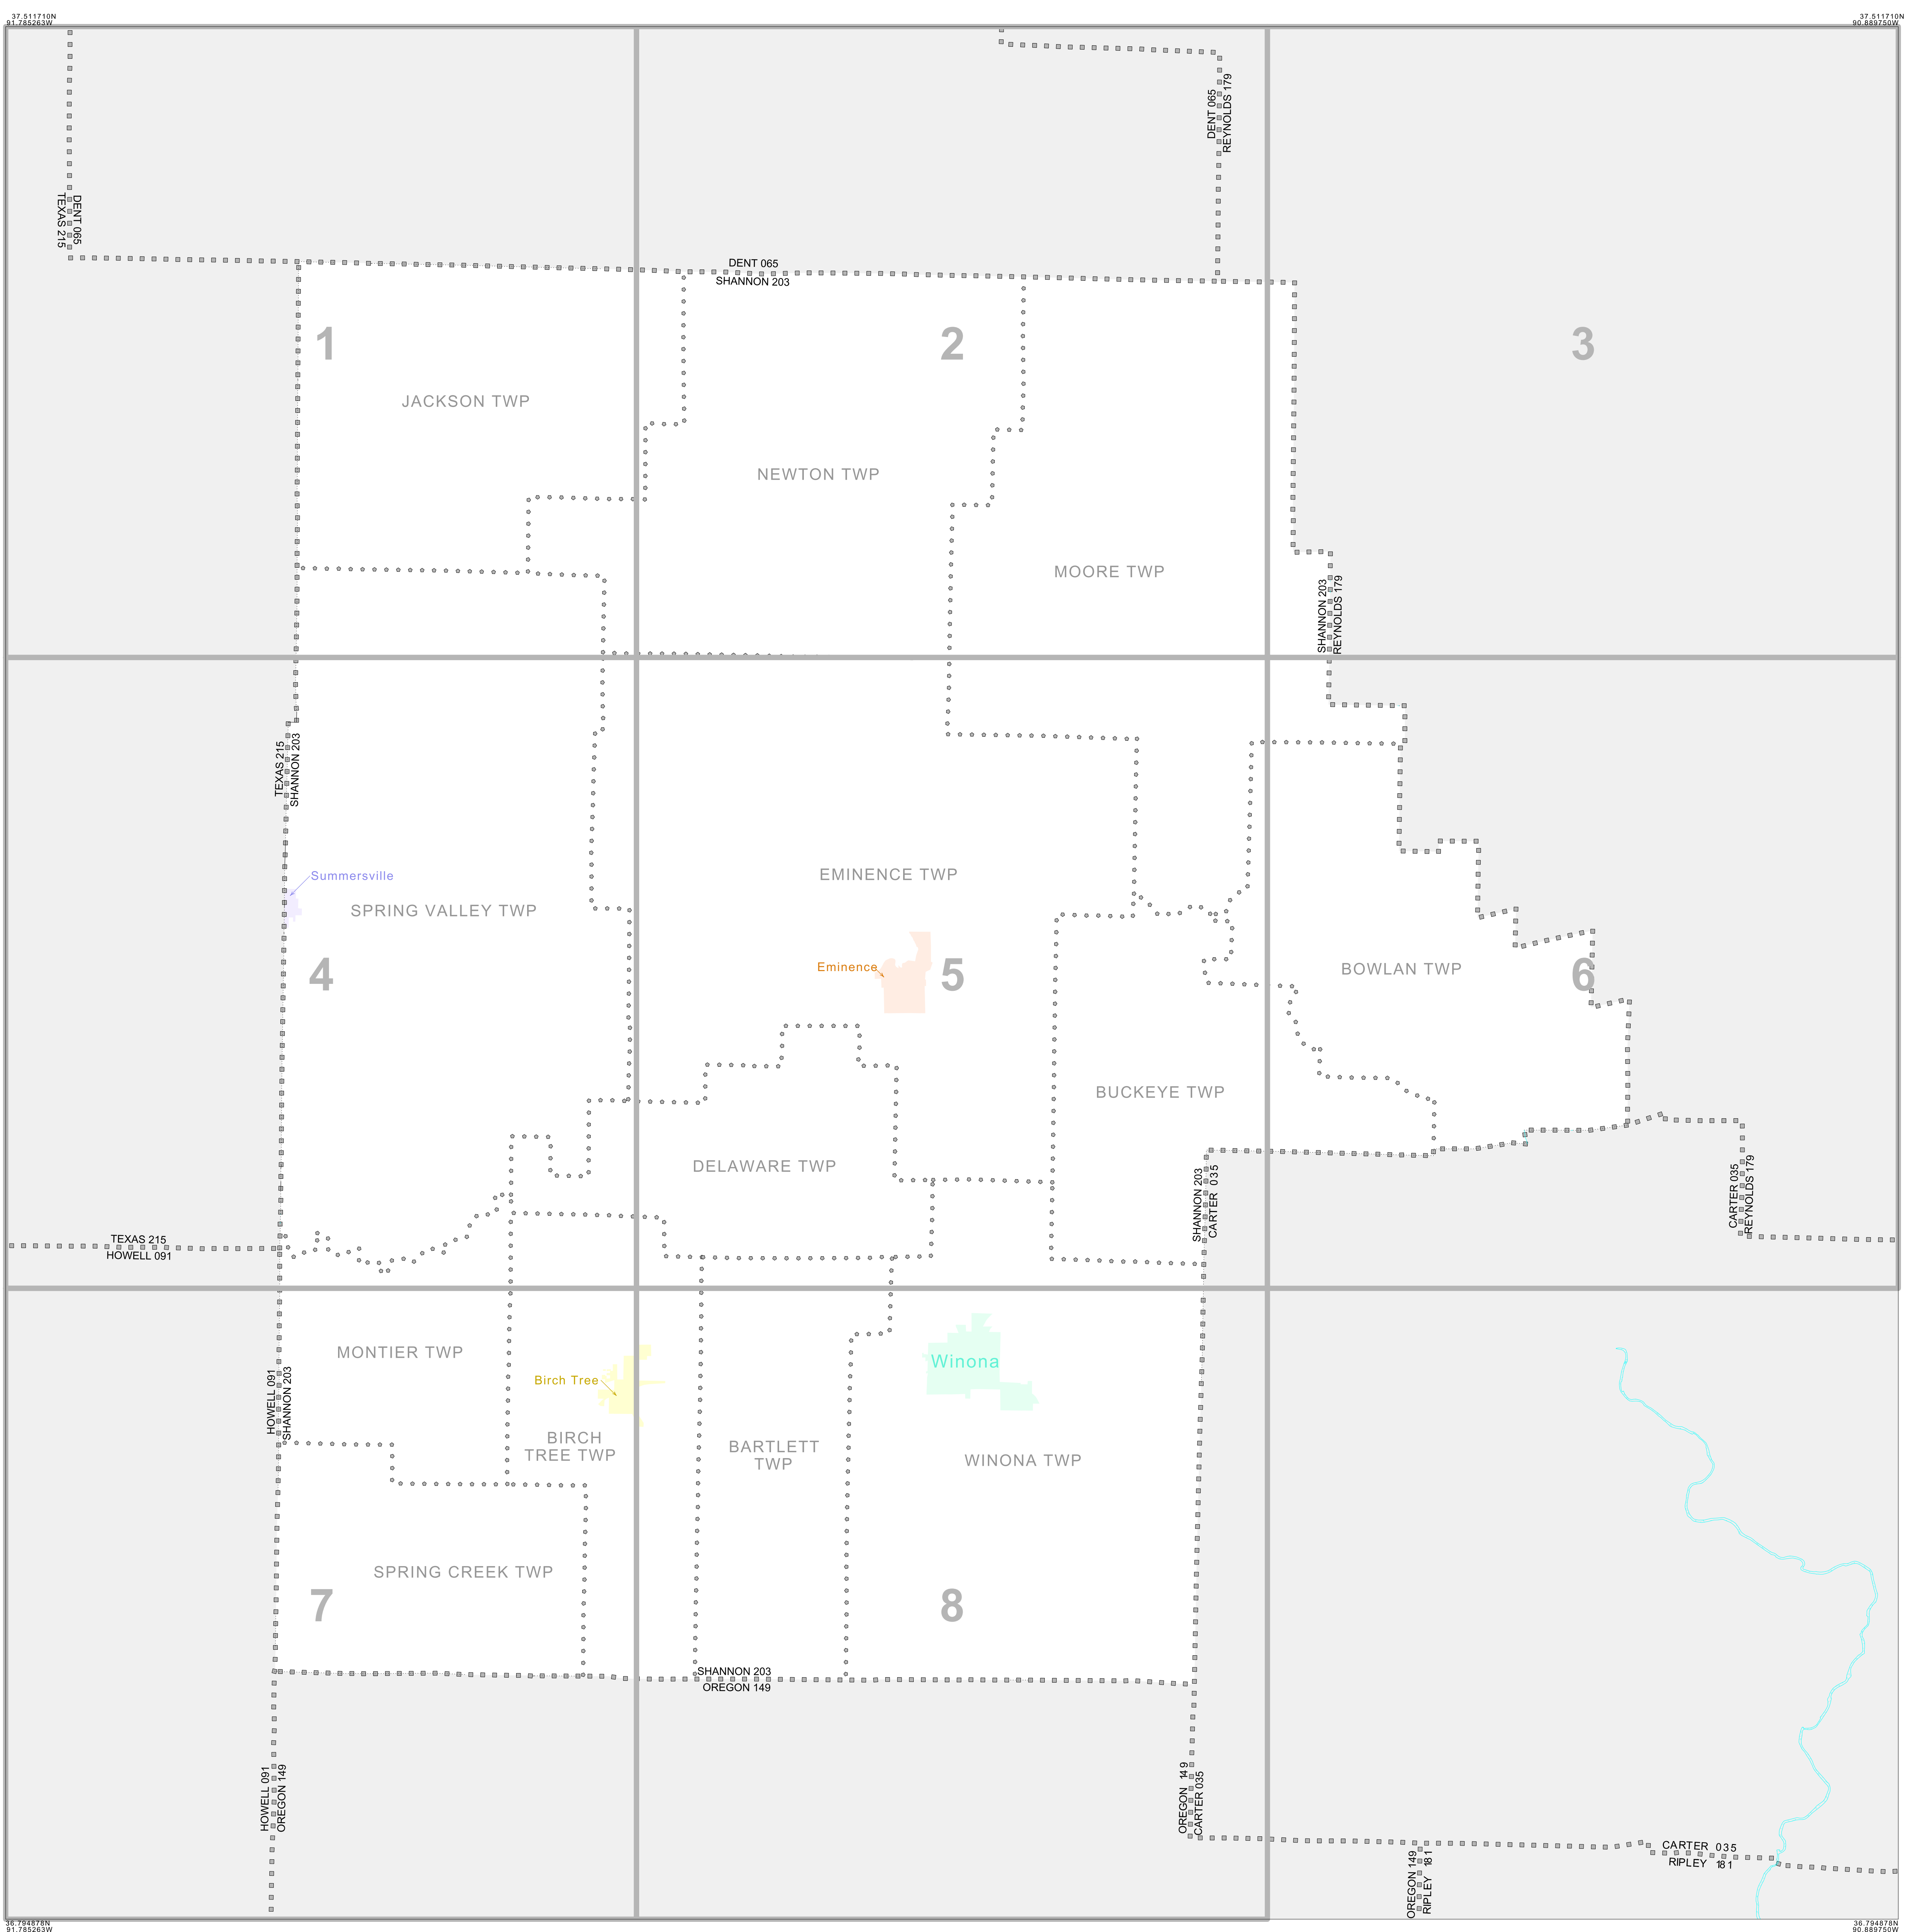 37.511710N
91.785263W
37.511710N
90.889750W
DENT 065
REYNOLDS 179
TEXAS 215
DENT 065
DENT 065
SHANNON 203
1
2
3
JACKSON TWP
NEWTON TWP
MOORE TWP
SHANNON 203
REYNOLDS 179
TEXAS 215
SHANNON 203
Summersville
EMINENCE TWP
SPRING VALLEY TWP
Eminence
4
5
BOWLAN TWP
6
BUCKEYE TWP
DELAWARE TWP
SHANNON 203
CARTER 035
CARTER 035
REYNOLDS 179
TEXAS 215
HOWELL 091
MONTIER TWP
Winona
Birch Tree
HOWELL 091
SHANNON 203
BIRCH
TREE TWP
BARTLETT
TWP
WINONA TWP
SPRING CREEK TWP
7
8
SHANNON 203
OREGON 149
HOWELL 091
OREGON 149
OREGON 149
CARTER 035
CARTER 035
RIPLEY 181
OREGON 149
RIPLEY 181
36.794878N
91.785263W
36.794878N
90.889750W